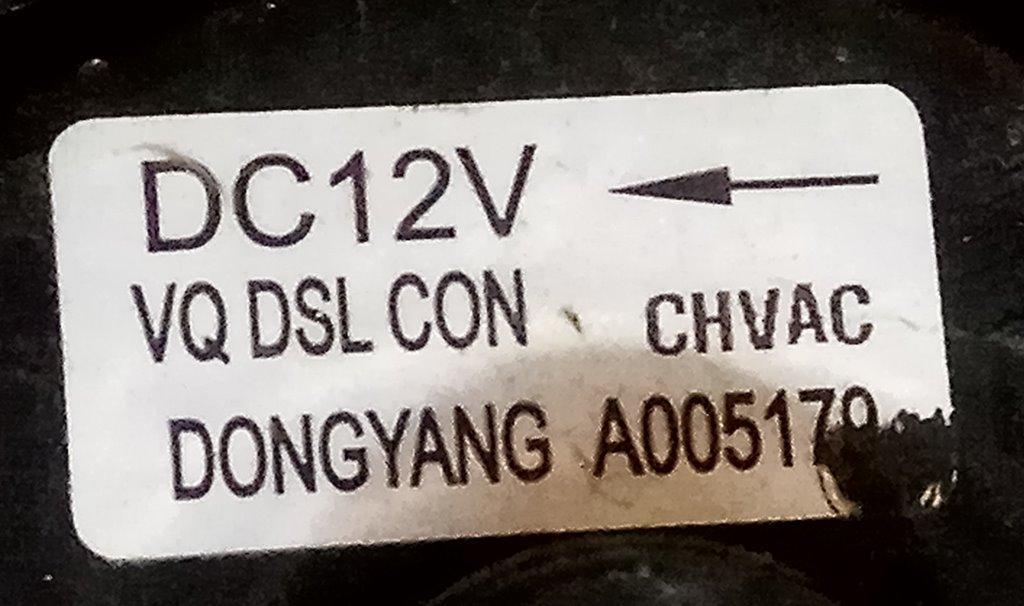 DC12V
VQ DSL CON CHVAC
DONGYANG